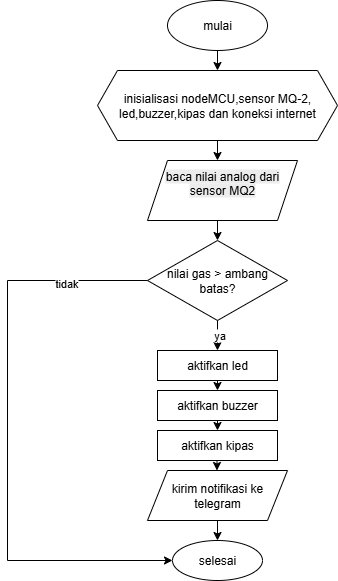 mulai
inisialisasi nodeMCU,sensor MQ-2,
led,buzzer,kipas dan koneksi internet
baca nilai analog dari
sensor MQ2
nilai gas > ambang
batas?
tidak
ya
aktifkan led
aktifkan buzzer
aktifkan kipas
kirim notifikasi ke
telegram
selesai